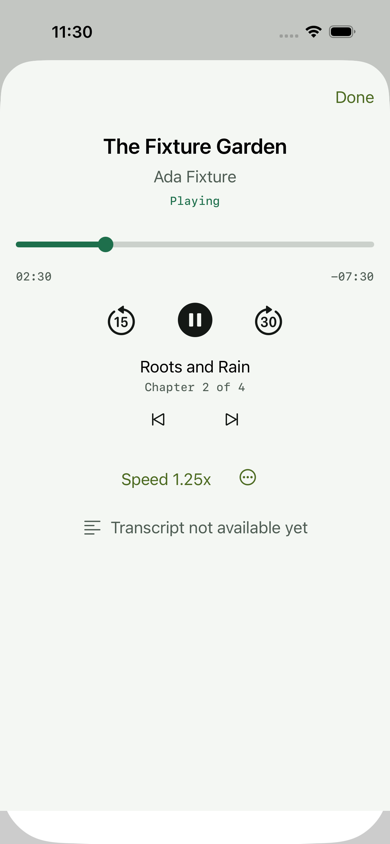 11:30
Done
The Fixture Garden
Ada Fixture
Playing
02:30 −07:30
15 30
Roots and Rain
Chapter 2 of 4
Speed 1.25x
Transcript not available yet